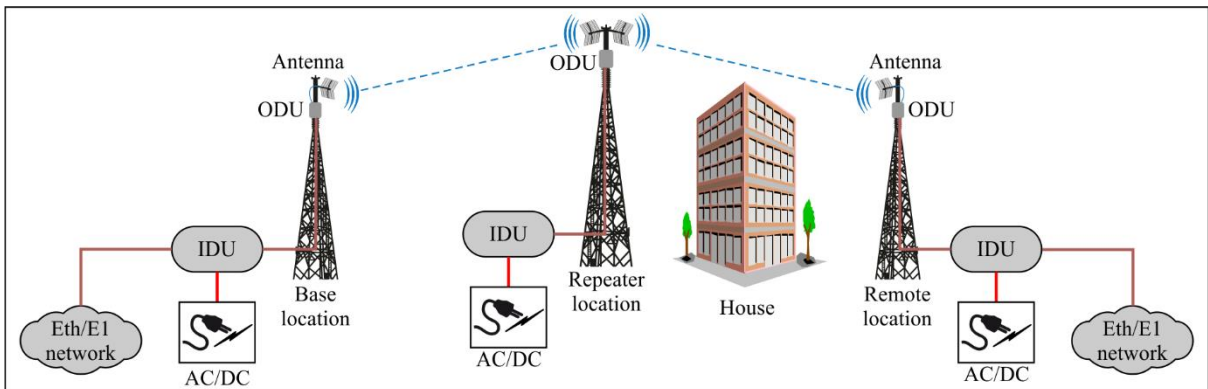 Antenna
ODU
IDU
Base
location
Eth/E1
network
AC/DC
ODU
IDU
Repeater
location
AC/DC
House
Antenna
ODU
IDU
Remote
location
Eth/E1
network
AC/DC